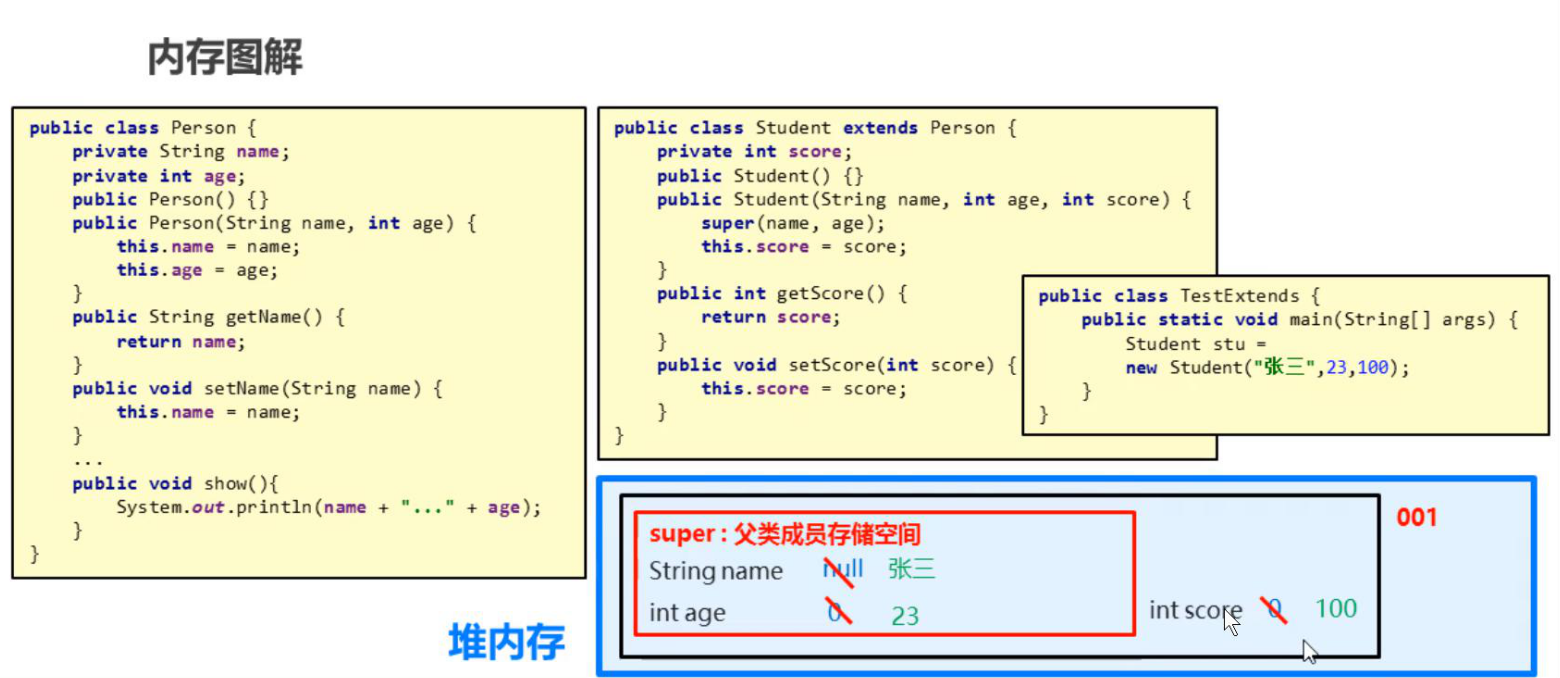 内存图解
public class Person {
    private String name;
    private int age;
    public Person() {}
    public Person(String name, int age) {
        this.name = name;
        this.age = age;
    }
    public String getName() {
        return name;
    }
    public void setName(String name) {
        this.name = name;
    }
    ...
    public void show(){
        System.out.println(name + "..." + age);
    }
}
public class Student extends Person {
    private int score;
    public Student() {}
    public Student(String name, int age, int score) {
        super(name, age);
        this.score = score;
    }
    public int getScore() {
        return score;
    }
    public void setScore(int score) {
        this.score = score;
    }
}
public class TestExtends {
    public static void main(String[] args) {
        Student stu =
        new Student("张三",23,100);
    }
}
堆内存
001
super : 父类成员存储空间
String name null 张三
int age 0 23
int score 0 100